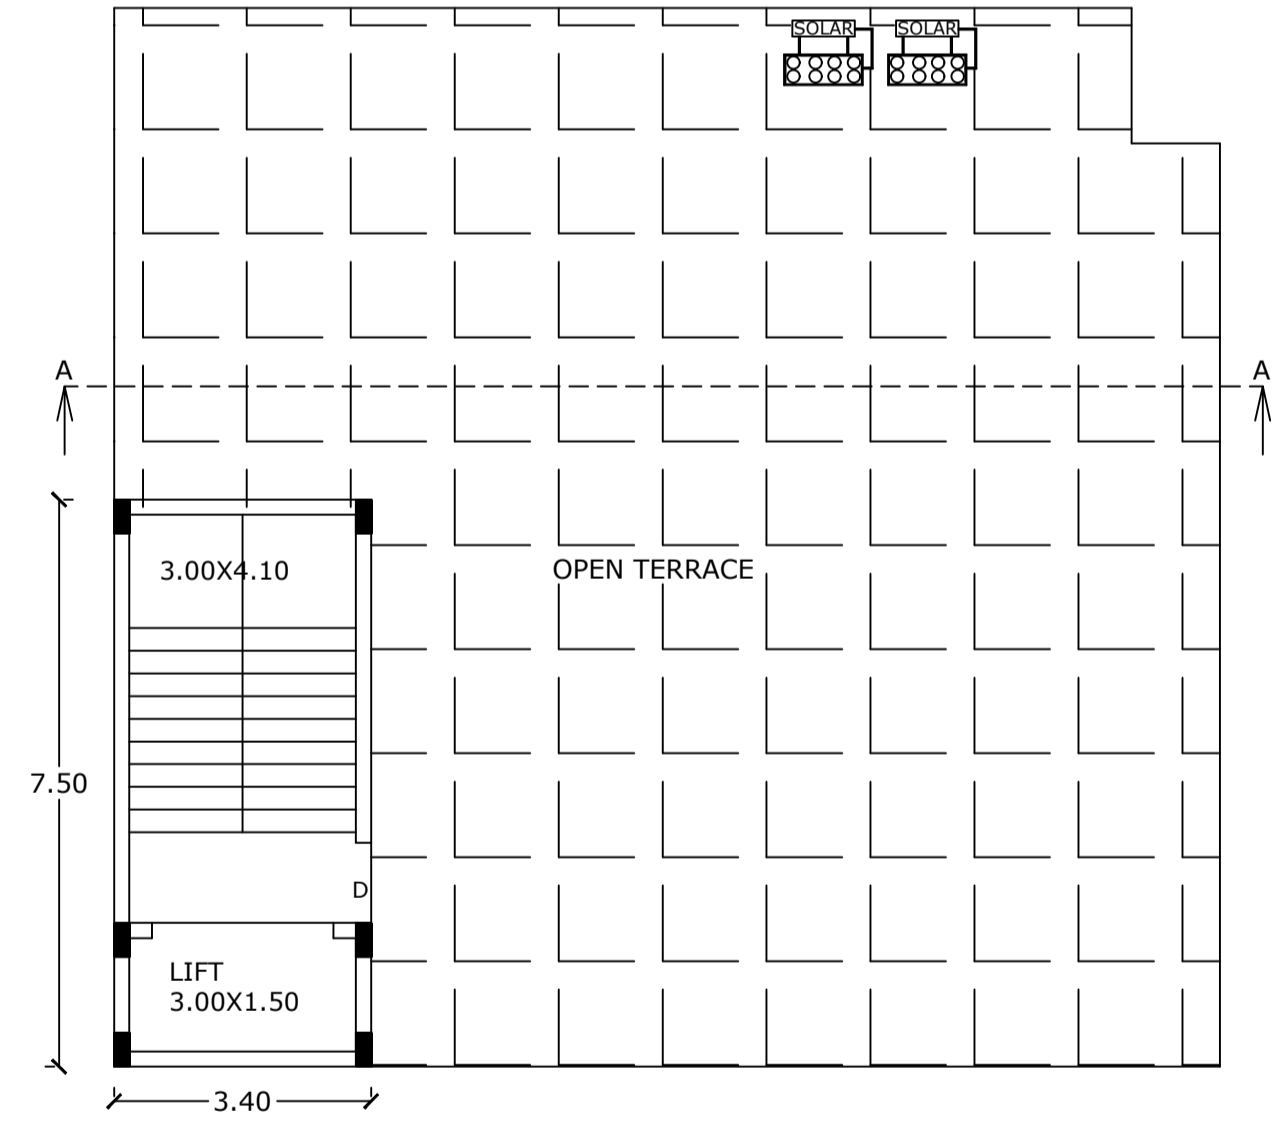 SOLAR SOLAR
A A
3.00X4.10
OPEN TERRACE
7.50
D
LIFT
3.00X1.50
3.40